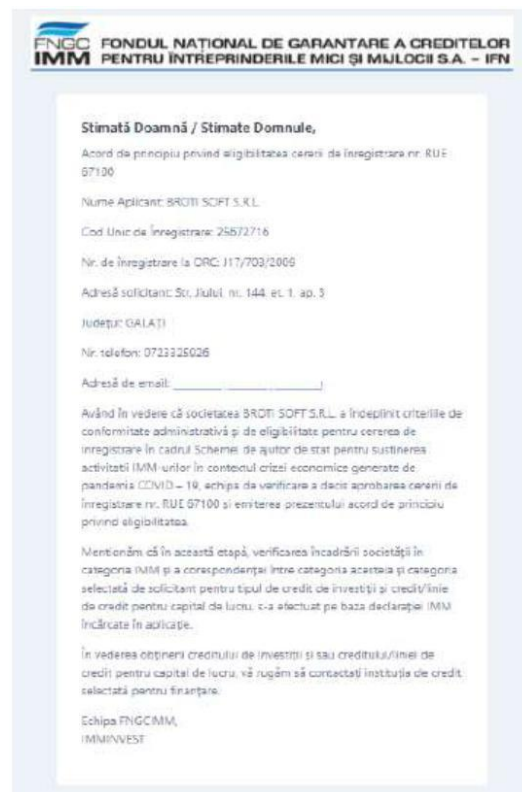 FNGC
IMM
FONDUL NAȚIONAL DE GARANTARE A CREDITELOR
PENTRU ÎNTREPRINDERILE MICI ȘI MIJLOCII S.A. – IFN
Stimată Doamnă / Stimate Domnule,
Acord de principiu privind eligibilitatea cererii de înregistrare nr. RUE
67100
Nume Aplicant: BROTI SOFT S.R.L.
Cod Unic de Înregistrare: 25672716
Nr. de înregistrare la ORC: J17/703/2009
Adresă solicitant: Str. Jiului, nr. 144, et. 1, ap. 5
Județul: GALAȚI
Nr. telefon: 0723325026
Adresă de email:
Având în vedere că societatea BROTI SOFT S.R.L. a îndeplinit criteriile de
conformitate administrativă și de eligibilitate pentru cererea de
înregistrare în cadrul Schemei de ajutor de stat pentru susținerea
activitatii IMM-urilor în contextul crizei economice generate de
pandemia COVID – 19, echipa de verificare a decis aprobarea cererii de
înregistrare nr. RUE 67100 și emiterea prezentului acord de principiu
privind eligibilitatea.
Mentionăm că în această etapă, verificarea încadrării societății în
categoria IMM și a corespondenței între categoria acesteia și categoria
selectată de solicitant pentru tipul de credit de investiții și credit/linie
de credit pentru capital de lucru, s-a efectuat pe baza declarației IMM
încărcate în aplicație.
În vederea obținerii creditului de investiții și sau creditului/liniei de
credit pentru capital de lucru, vă rugăm să contactați instituția de credit
selectată pentru finanțare.
Echipa FNGCIMM,
IMMINVEST